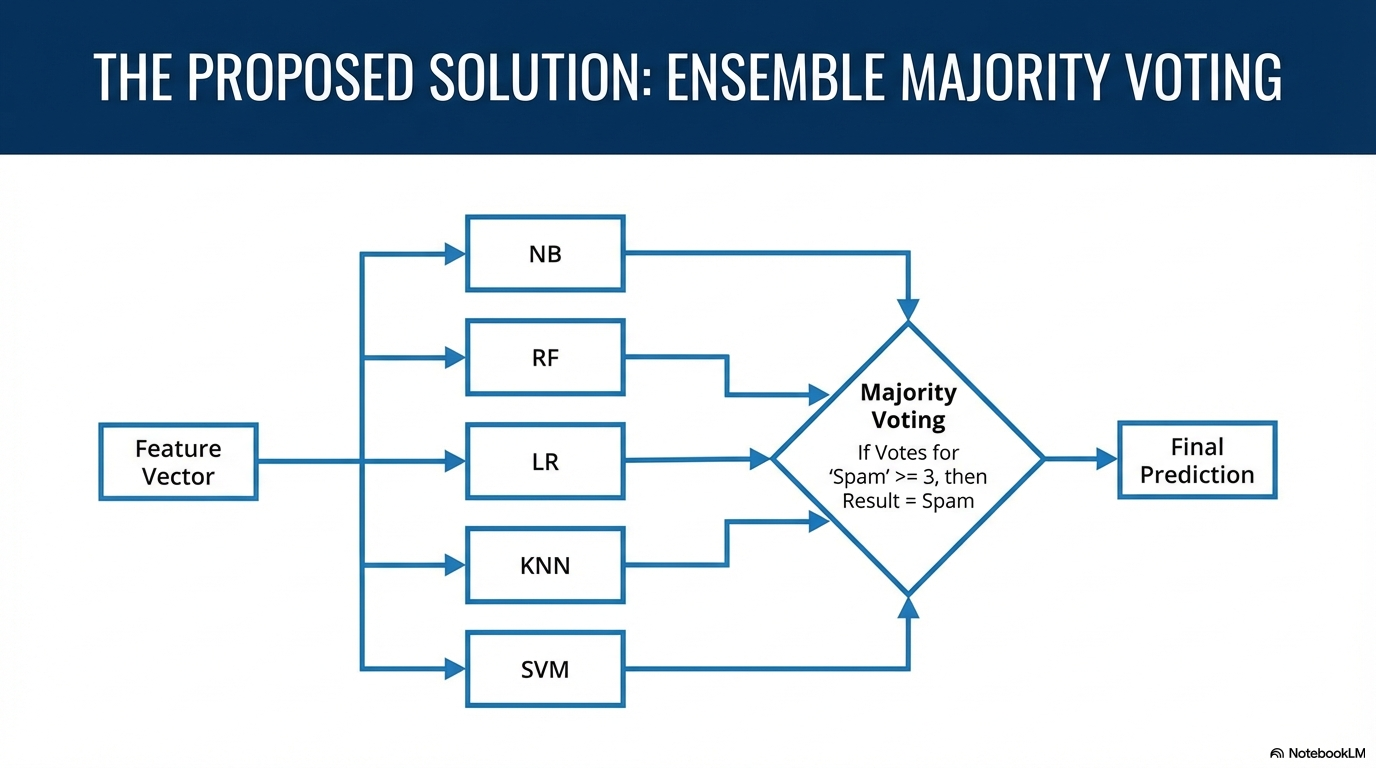 THE PROPOSED SOLUTION: ENSEMBLE MAJORITY VOTING
Feature
Vector
NB
RF
LR
KNN
SVM
Majority
Voting
If Votes for
‘Spam’ >= 3, then
Result = Spam
Final
Prediction
NotebookLM